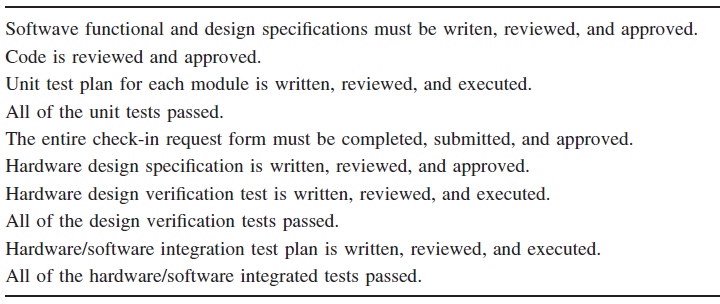 Softwave functional and design specifications must be writen, reviewed, and approved.
Code is reviewed and approved.
Unit test plan for each module is written, reviewed, and executed.
All of the unit tests passed.
The entire check-in request form must be completed, submitted, and approved.
Hardware design specification is written, reviewed, and approved.
Hardware design verification test is written, reviewed, and executed.
All of the design verification tests passed.
Hardware/software integration test plan is written, reviewed, and executed.
All of the hardware/software integrated tests passed.